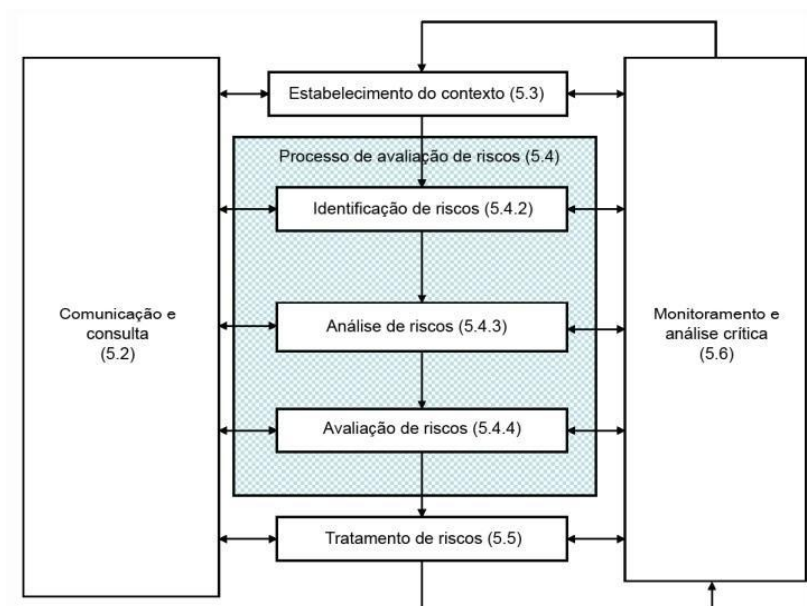 Estabelecimento do contexto (5.3)
Processo de avaliação de riscos (5.4)
Identificação de riscos (5.4.2)
Comunicação e
consulta
(5.2)
Análise de riscos (5.4.3)
Monitoramento e
análise crítica
(5.6)
Avaliação de riscos (5.4.4)
Tratamento de riscos (5.5)